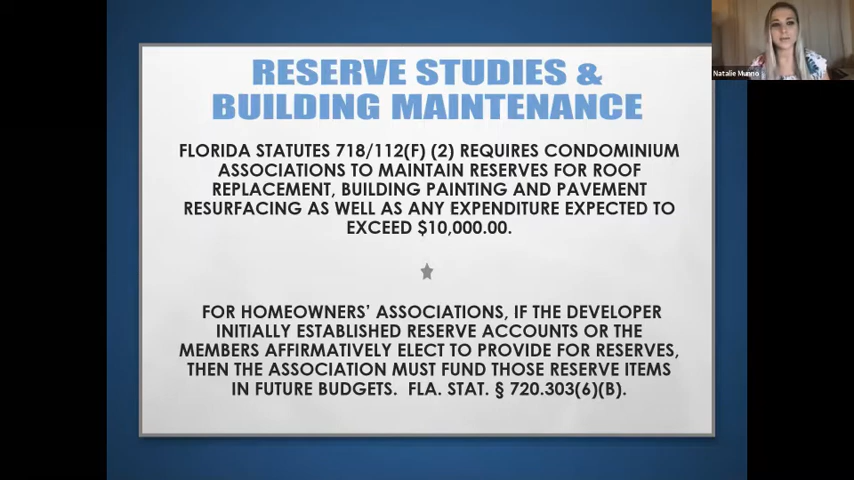 RESERVE STUDIES &
BUILDING MAINTENANCE
FLORIDA STATUTES 718/112(F) (2) REQUIRES CONDOMINIUM
ASSOCIATIONS TO MAINTAIN RESERVES FOR ROOF
REPLACEMENT, BUILDING PAINTING AND PAVEMENT
RESURFACING AS WELL AS ANY EXPENDITURE EXPECTED TO
EXCEED $10,000.00.
FOR HOMEOWNERS' ASSOCIATIONS, IF THE DEVELOPER
INITIALLY ESTABLISHED RESERVE ACCOUNTS OR THE
MEMBERS AFFIRMATIVELY ELECT TO PROVIDE FOR RESERVES,
THEN THE ASSOCIATION MUST FUND THOSE RESERVE ITEMS
IN FUTURE BUDGETS. FLA. STAT. § 720.303(6)(B).
Natalie Munno